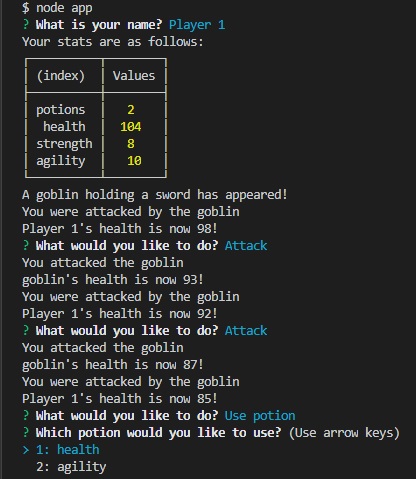 $ node app
? What is your name? Player 1
Your stats are as follows:
(index) Values
potions 2
health 104
strength 8
agility 10
A goblin holding a sword has appeared!
You were attacked by the goblin
Player 1's health is now 98!
? What would you like to do? Attack
You attacked the goblin
goblin's health is now 93!
You were attacked by the goblin
Player 1's health is now 92!
? What would you like to do? Attack
You attacked the goblin
goblin's health is now 87!
You were attacked by the goblin
Player 1's health is now 85!
? What would you like to do? Use potion
? Which potion would you like to use? (Use arrow keys)
> 1: health
2: agility